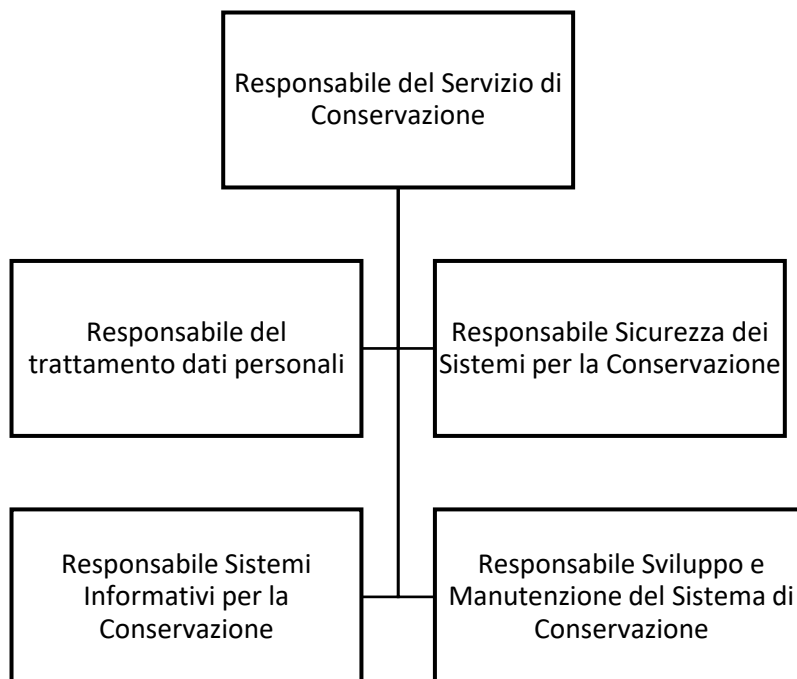 Responsabile del Servizio di
Conservazione
Responsabile del
trattamento dati personali
Responsabile Sicurezza dei
Sistemi per la Conservazione
Responsabile Sistemi
Informativi per la
Conservazione
Responsabile Sviluppo e
Manutenzione del Sistema di
Conservazione